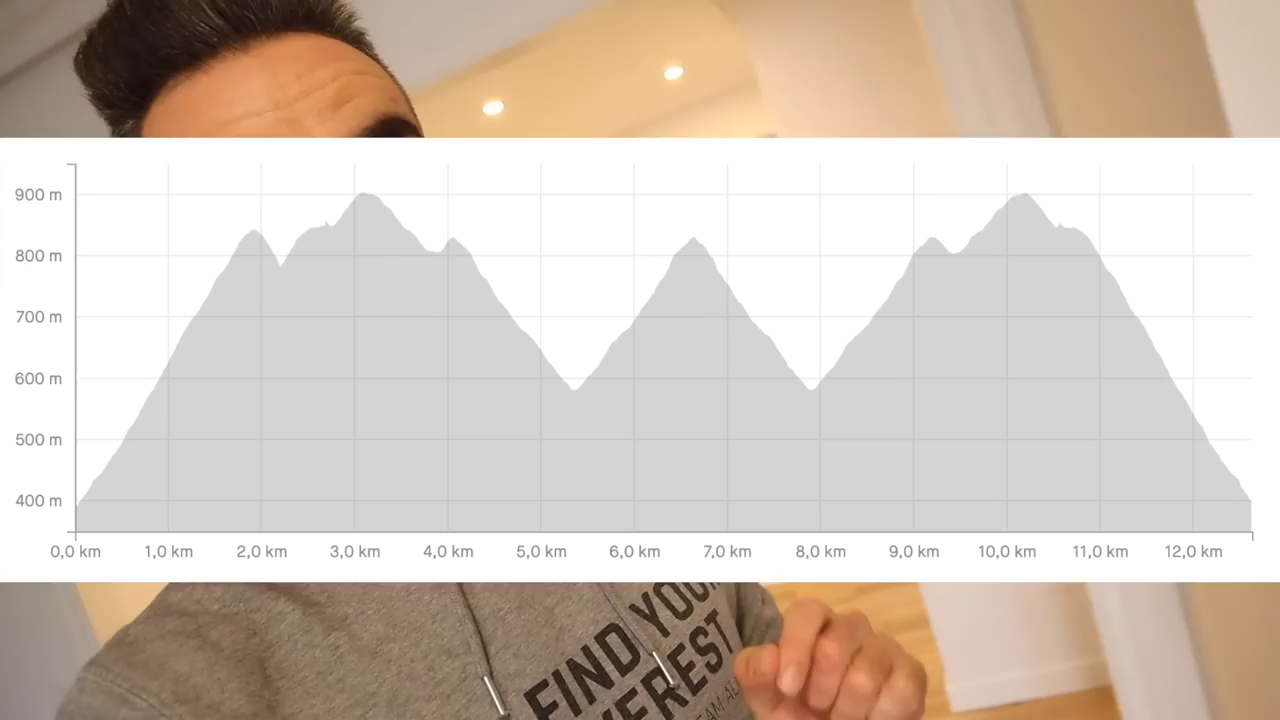 900 m
800 m
700 m
600 m
500 m
400 m
0,0 km 1,0 km 2,0 km 3,0 km 4,0 km 5,0 km 6,0 km 7,0 km 8,0 km 9,0 km 10,0 km 11,0 km 12,0 km
FIND YOUR
EVEREST